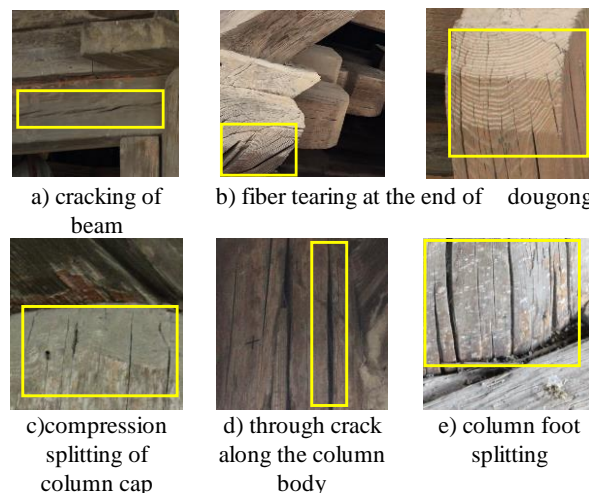 a) cracking of
beam
b) fiber tearing at the end of dougong
c)compression
splitting of
column cap
d) through crack
along the column
body
e) column foot
splitting